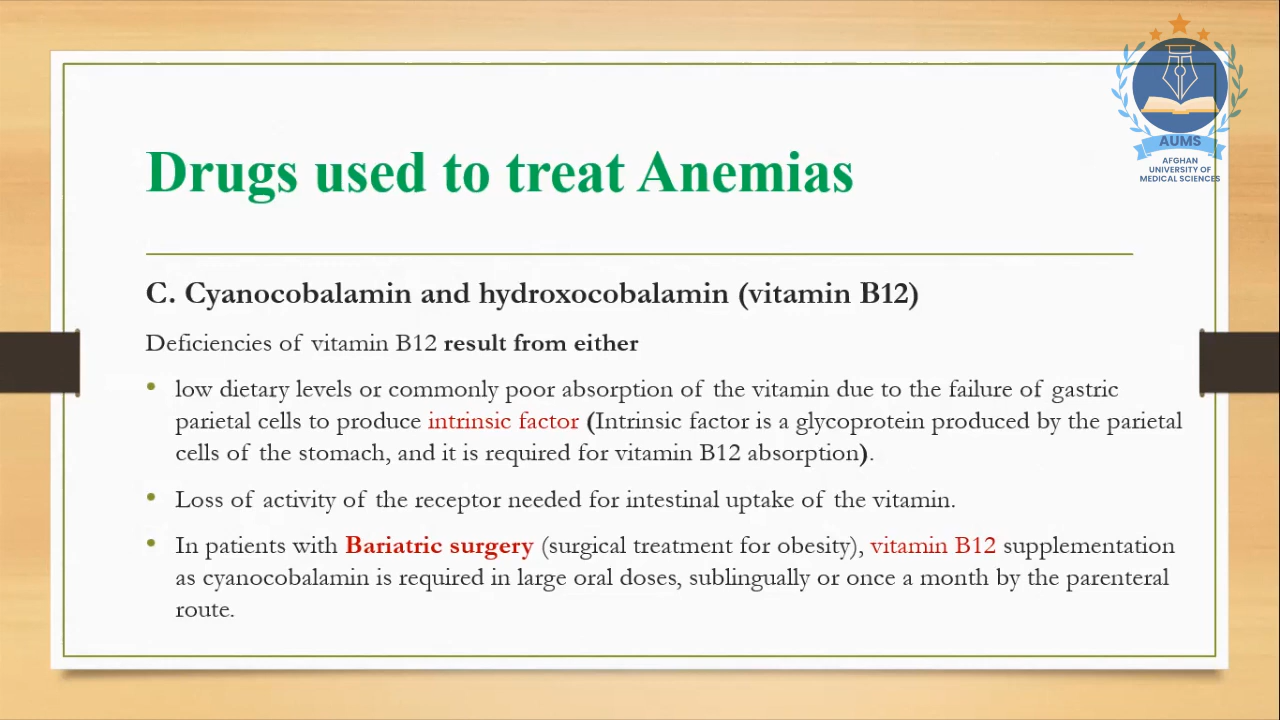 AUMS
AFGHAN
UNIVERSITY OF
MEDICAL SCIENCES
Drugs used to treat Anemias
C. Cyanocobalamin and hydroxocobalamin (vitamin B12)
Deficiencies of vitamin B12 result from either
• low dietary levels or commonly poor absorption of the vitamin due to the failure of gastric
parietal cells to produce intrinsic factor (Intrinsic factor is a glycoprotein produced by the parietal
cells of the stomach, and it is required for vitamin B12 absorption).
• Loss of activity of the receptor needed for intestinal uptake of the vitamin.
• In patients with Bariatric surgery (surgical treatment for obesity), vitamin B12 supplementation
as cyanocobalamin is required in large oral doses, sublingually or once a month by the parenteral
route.